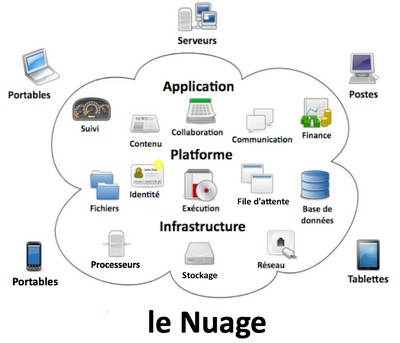 Serveurs
Portables
Postes
Application
Suivi
NEWS
Contenu
Collaboration
Communication
Finance
Platforme
Fichiers
Identité
Exécution
File d'attente
Base de
données
Infrastructure
Processeurs
Stockage
Réseau
Portables
Tablettes
le Nuage